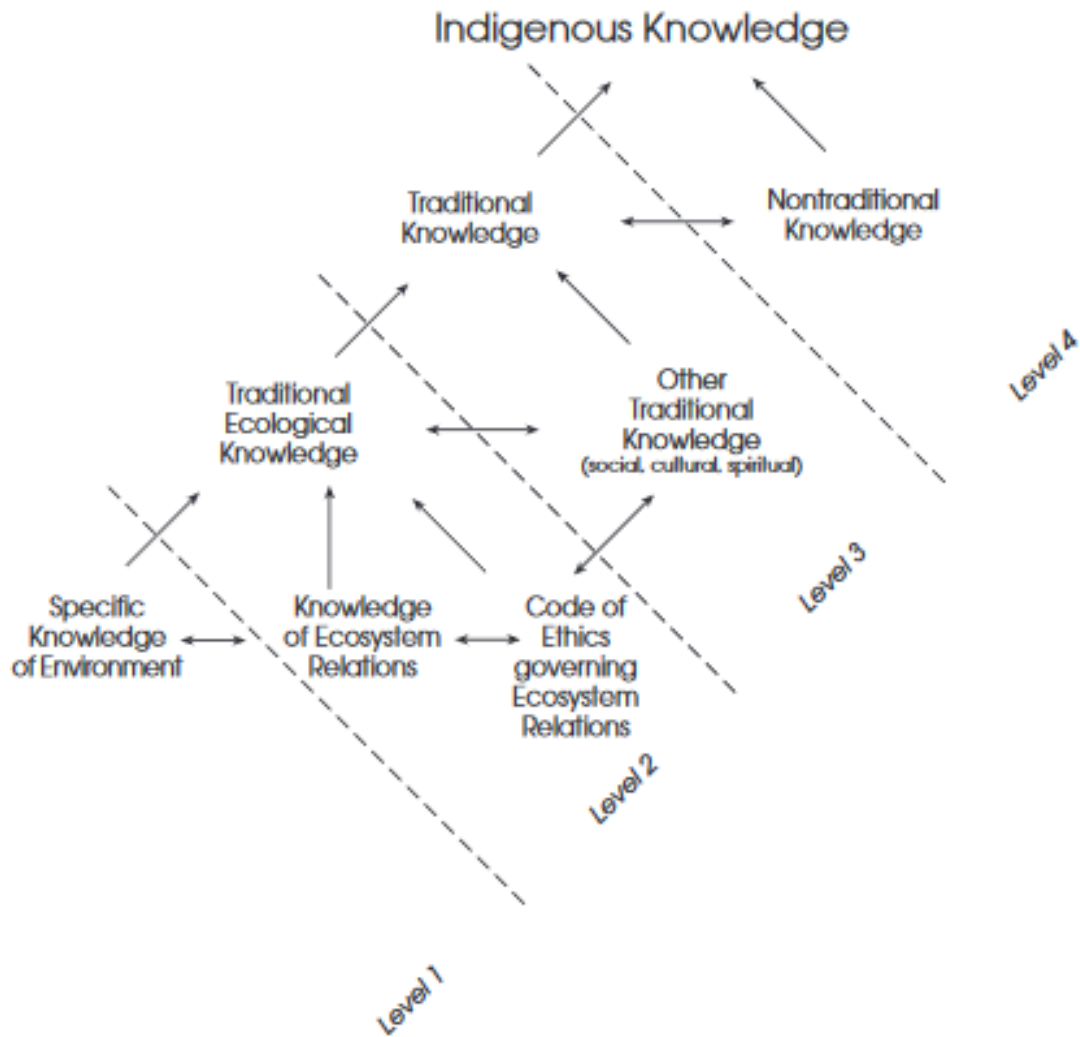 Indigenous Knowledge
Traditional
Knowledge
Nontraditional
Knowledge
Level 4
Traditional
Ecological
Knowledge
Other
Traditional
Knowledge
(social, cultural, spiritual)
Level 3
Specific
Knowledge
of Environment
Knowledge
of Ecosystem
Relations
Code of
Ethics
governing
Ecosystem
Relations
Level 2
Level 1